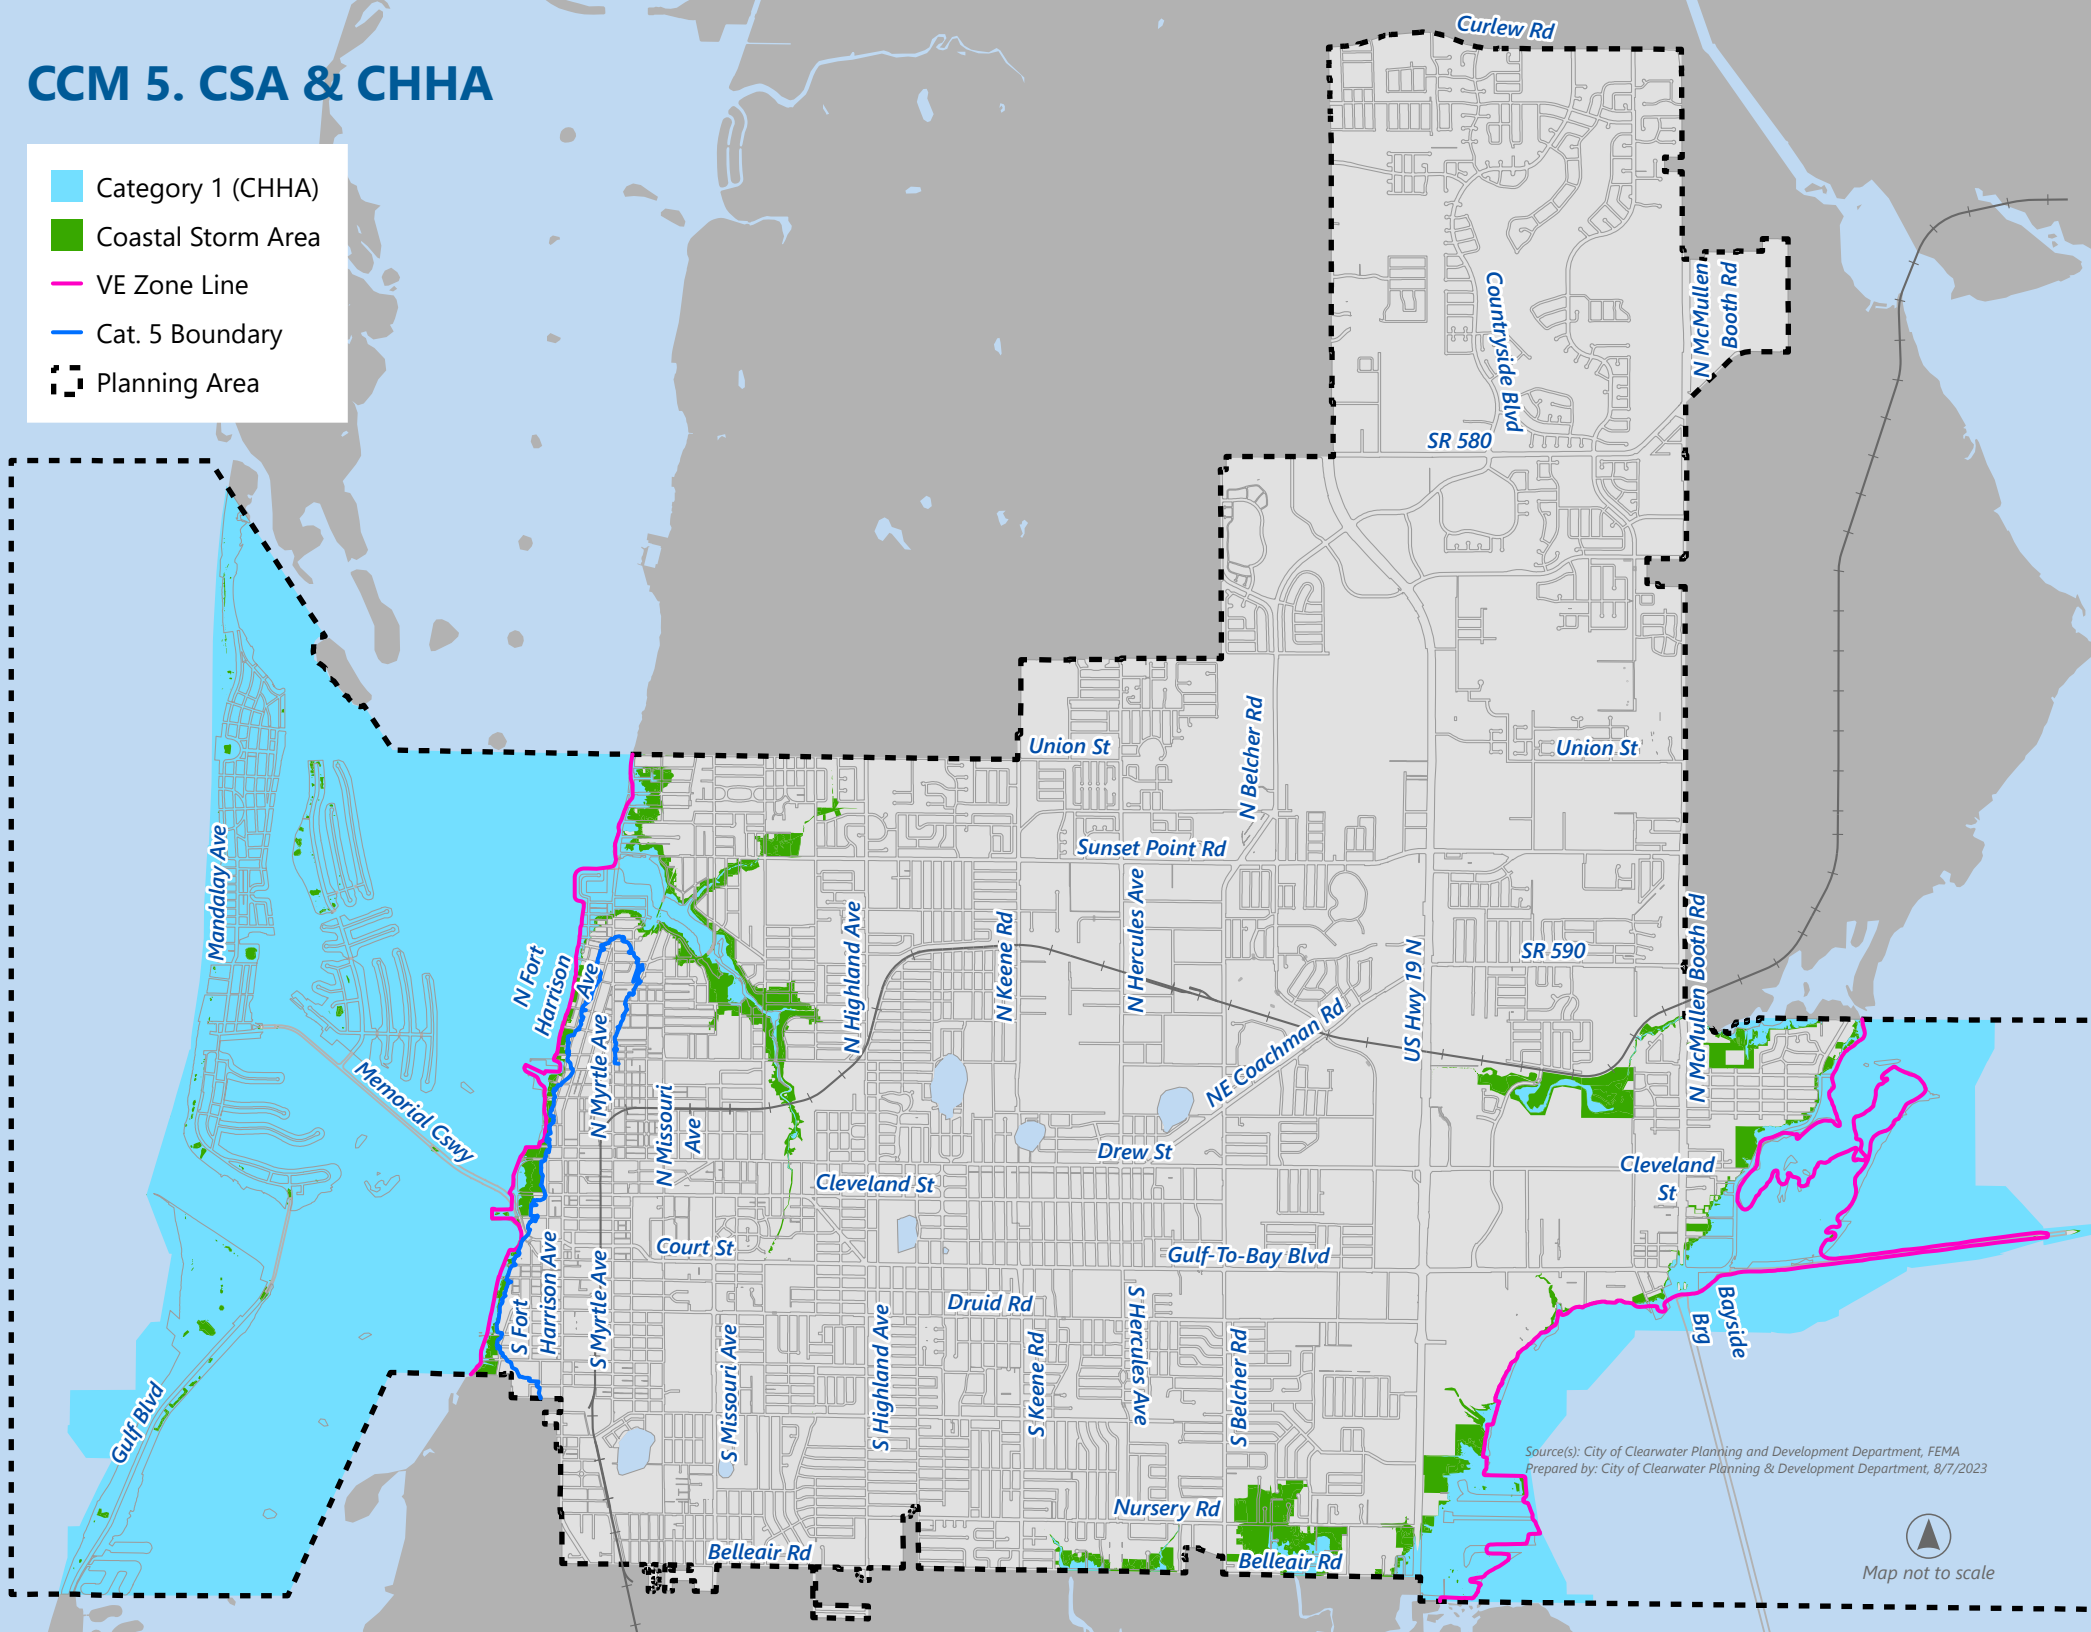 Curlew Rd
CCM 5. CSA & CHHA
Category 1 (CHHA)
Coastal Storm Area
VE Zone Line
Cat. 5 Boundary
Planning Area
Countryside Blvd
N McMullen
Booth Rd
SR 580
Union St
N Belcher Rd
Union St
Mandalay Ave
Sunset Point Rd
N Hercules Ave
N Highland Ave
N Keene Rd
SR 590
N McMullen Booth Rd
US Hwy 19 N
N Fort
Harrison
Ave
N Myrtle Ave
NE Coachman Rd
Memorial Cswy
N Missouri
Ave
Drew St
Cleveland St
Cleveland
St
Court St
Gulf-To-Bay Blvd
S Fort
Harrison Ave
S Myrtle Ave
Druid Rd
S Missouri Ave
S Highland Ave
S Keene Rd
S Hercules Ave
S Belcher Rd
Bayside
Brg
Gulf Blvd
Source(s): City of Clearwater Planning and Development Department, FEMA
Prepared by: City of Clearwater Planning & Development Department, 8/7/2023
Nursery Rd
Belleair Rd
Belleair Rd
Map not to scale